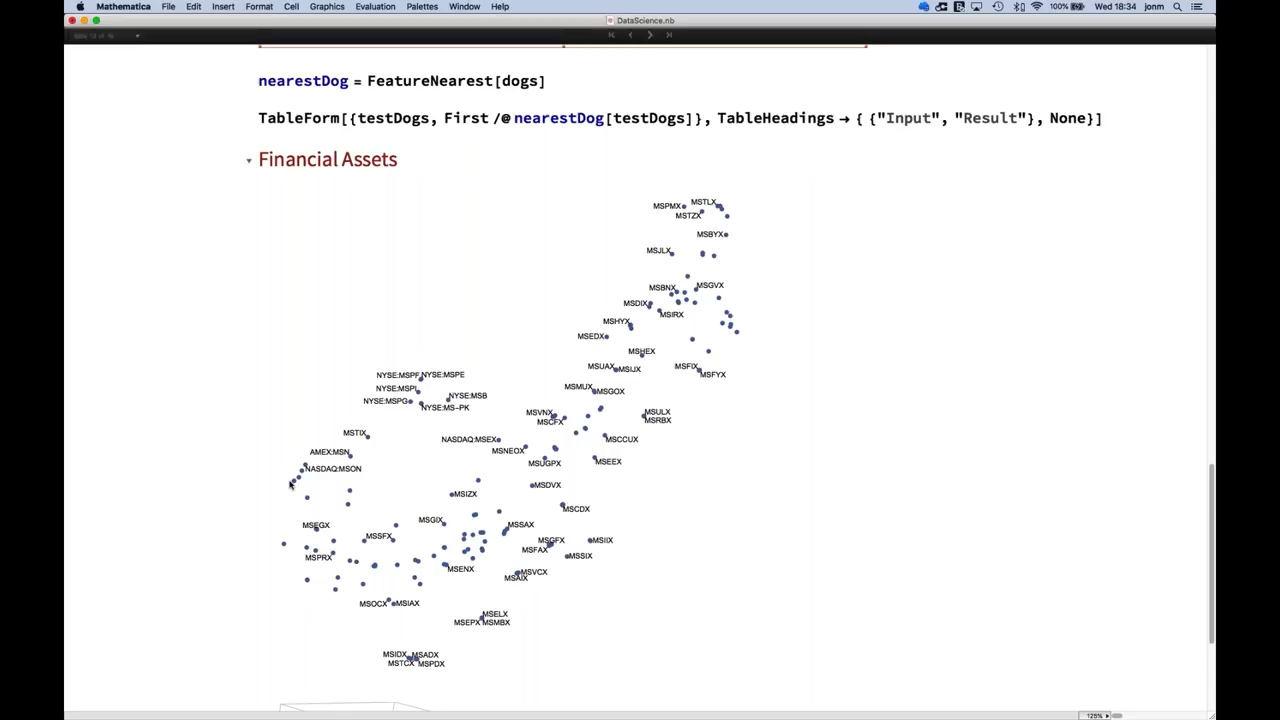 Mathematica File Edit Insert Format Cell Graphics Evaluation Palettes Window Help 100% Wed 18:34 jonm
DataScience.nb
nearestDog = FeatureNearest[dogs]
TableForm[{testDogs, First /@ nearestDog[testDogs]}, TableHeadings → { {"Input", "Result"}, None}]
Financial Assets
MSPMX MSTLX
MSTZX
MSBYX
MSJLX
MSBNX MSGVX
MSDIX
MSIRX
MSHYX
MSEDX
MSHEX
MSUAX MSIJX MSFIX
MSFYX
NYSE:MSPF NYSE:MSPE
NYSE:MSPI MSMUX MSGOX
NYSE:MSPG NYSE:MSB
NYSE:MS-PK
MSVNX MSULX
MSCFX MSRBX
MSTIX NASDAQ:MSEX MSCCUX
AMEX:MSN MSNEOX
MSUGPX MSEEX
NASDAQ:MSON
MSDVX
MSIZX
MSCDX
MSEGX MSGIX MSSAX
MSSFX MSGFX MSIIX
MSFAX
MSPRX MSSIX
MSENX MSVCX
MSAIX
MSOCX MSIAX
MSELX
MSEPX MSMBX
MSIDX MSADX
MSTCX MSPDX
125%